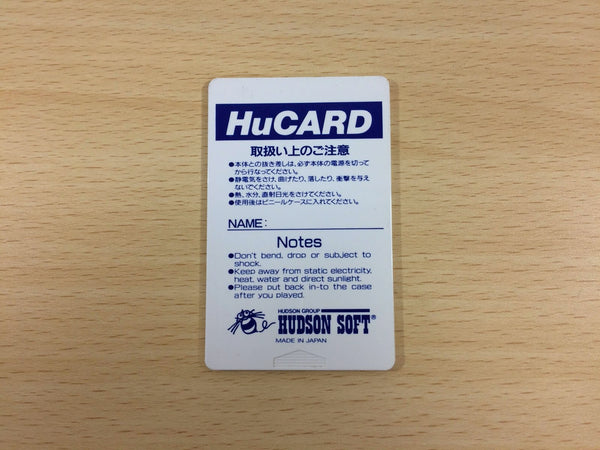 HuCARD
取扱い上のご注意
●本体との抜き差しは、必ず本体の電源を切って
から行なってください。
●静電気をさけ、曲げたり、落したり、衝撃を与え
ないでください。
●熱、水分、直射日光をさけてください。
●使用後はビニールケースに入れてください。
NAME:
Notes
●Don't bend, drop or subject to
shock.
●Keep away from static electricity,
heat, water and direct sunlight.
●Please put back in-to the case
after you played.
HUDSON GROUP
HUDSON SOFT®
MADE IN JAPAN